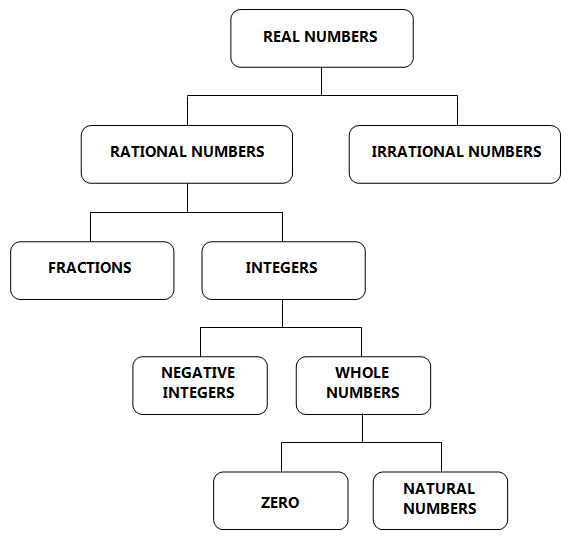 REAL NUMBERS
RATIONAL NUMBERS
IRRATIONAL NUMBERS
FRACTIONS
INTEGERS
NEGATIVE
INTEGERS
WHOLE
NUMBERS
ZERO
NATURAL
NUMBERS